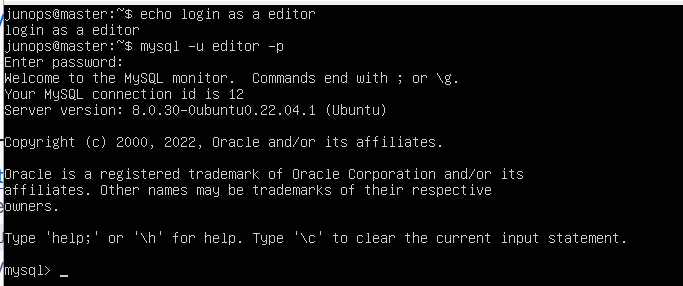 junops@master:~$ echo login as a editor
login as a editor
junops@master:~$ mysql -u editor -p
Enter password:
Welcome to the MySQL monitor.  Commands end with ; or \g.
Your MySQL connection id is 12
Server version: 8.0.30-0ubuntu0.22.04.1 (Ubuntu)
Copyright (c) 2000, 2022, Oracle and/or its affiliates.
Oracle is a registered trademark of Oracle Corporation and/or its
affiliates. Other names may be trademarks of their respective
owners.
Type 'help;' or '\h' for help. Type '\c' to clear the current input statement.
mysql> _